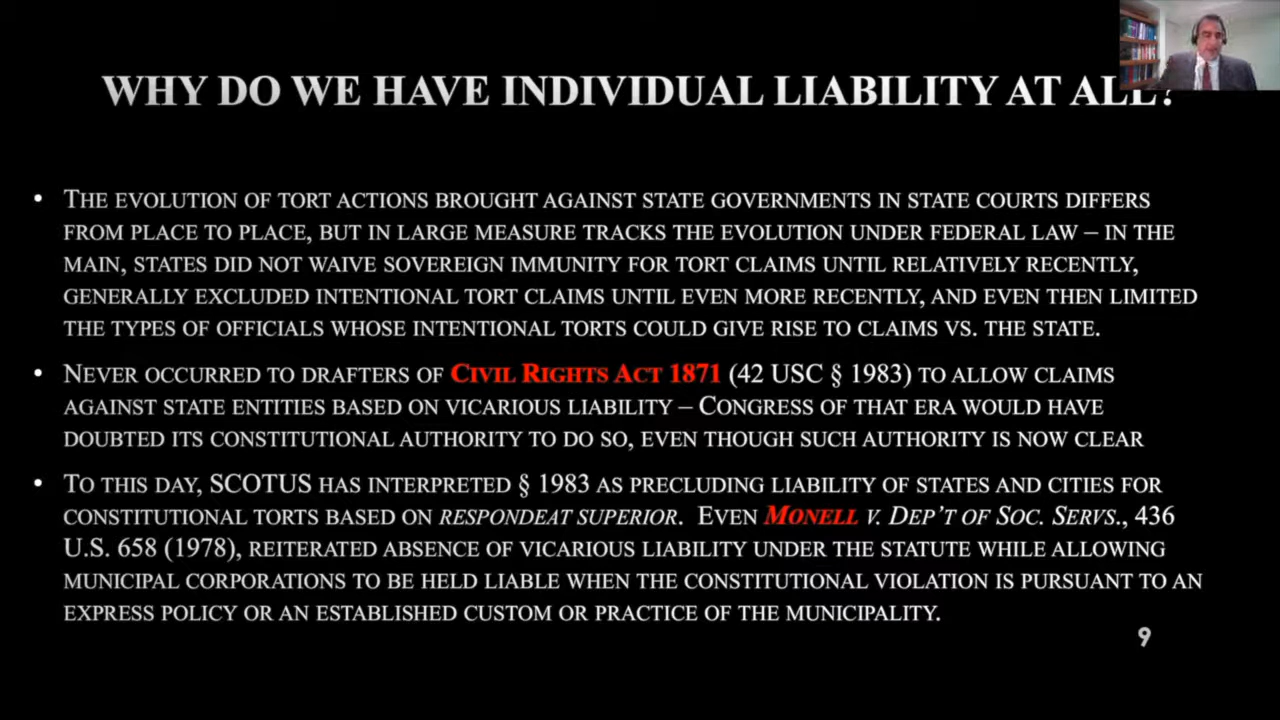 WHY DO WE HAVE INDIVIDUAL LIABILITY AT ALL?
• THE EVOLUTION OF TORT ACTIONS BROUGHT AGAINST STATE GOVERNMENTS IN STATE COURTS DIFFERS
FROM PLACE TO PLACE, BUT IN LARGE MEASURE TRACKS THE EVOLUTION UNDER FEDERAL LAW – IN THE
MAIN, STATES DID NOT WAIVE SOVEREIGN IMMUNITY FOR TORT CLAIMS UNTIL RELATIVELY RECENTLY,
GENERALLY EXCLUDED INTENTIONAL TORT CLAIMS UNTIL EVEN MORE RECENTLY, AND EVEN THEN LIMITED
THE TYPES OF OFFICIALS WHOSE INTENTIONAL TORTS COULD GIVE RISE TO CLAIMS VS. THE STATE.
• NEVER OCCURRED TO DRAFTERS OF CIVIL RIGHTS ACT 1871 (42 USC § 1983) TO ALLOW CLAIMS
AGAINST STATE ENTITIES BASED ON VICARIOUS LIABILITY – CONGRESS OF THAT ERA WOULD HAVE
DOUBTED ITS CONSTITUTIONAL AUTHORITY TO DO SO, EVEN THOUGH SUCH AUTHORITY IS NOW CLEAR
• TO THIS DAY, SCOTUS HAS INTERPRETED § 1983 AS PRECLUDING LIABILITY OF STATES AND CITIES FOR
CONSTITUTIONAL TORTS BASED ON RESPONDEAT SUPERIOR. EVEN MONELL V. DEP'T OF SOC. SERVS., 436
U.S. 658 (1978), REITERATED ABSENCE OF VICARIOUS LIABILITY UNDER THE STATUTE WHILE ALLOWING
MUNICIPAL CORPORATIONS TO BE HELD LIABLE WHEN THE CONSTITUTIONAL VIOLATION IS PURSUANT TO AN
EXPRESS POLICY OR AN ESTABLISHED CUSTOM OR PRACTICE OF THE MUNICIPALITY.
9